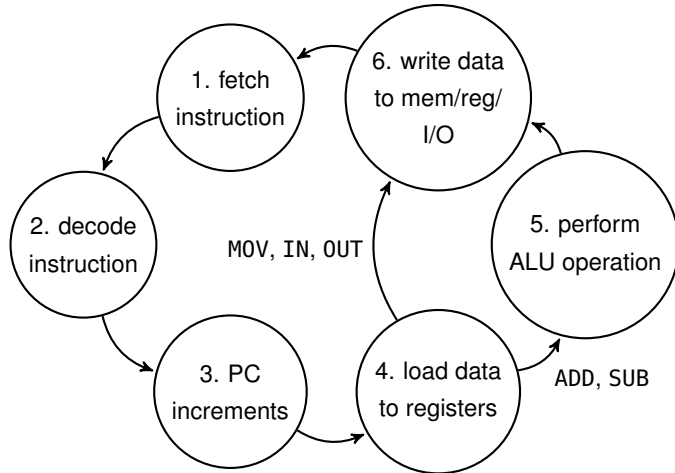 1. fetch
instruction
2. decode
instruction
3. PC
increments
4. load data
to registers
MOV, IN, OUT
ADD, SUB
5. perform
ALU operation
6. write data
to mem/reg/
I/O